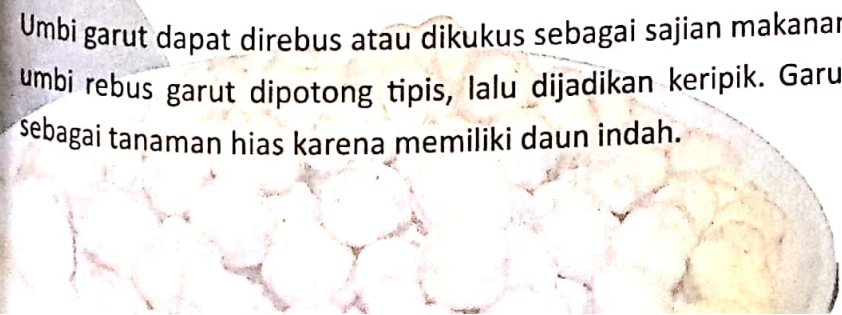 Umbi garut dapat direbus atau dikukus sebagai sajian makanan
umbi rebus garut dipotong tipis, lalu dijadikan keripik. Garu
sebagai tanaman hias karena memiliki daun indah.